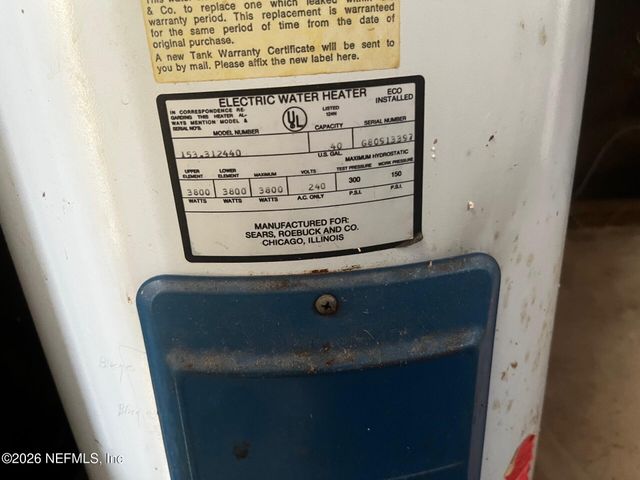 & Co. to replace one which leaked within the
warranty period. This replacement is warranted
for the same period of time from the date of
original purchase.
A new Tank Warranty Certificate will be sent to
you by mail. Please affix the new label here.
ELECTRIC WATER HEATER
ECO INSTALLED
IN CORRESPONDENCE RE-
GARDING THIS HEATER AL-
WAYS MENTION MODEL &
SERIAL NO'S.
UL
LISTED
MODEL NUMBER
CAPACITY
SERIAL NUMBER
153.312440
40
G80513397
U.S. GAL.
MAXIMUM HYDROSTATIC
UPPER ELEMENT
LOWER ELEMENT
MAXIMUM
VOLTS
TEST PRESSURE
WORK PRESSURE
3800
3800
3800
240
300
150
WATTS
WATTS
WATTS
A.C. ONLY
P.S.I.
P.S.I.
MANUFACTURED FOR:
SEARS, ROEBUCK AND CO.
CHICAGO, ILLINOIS
©2026 NEFMLS, Inc